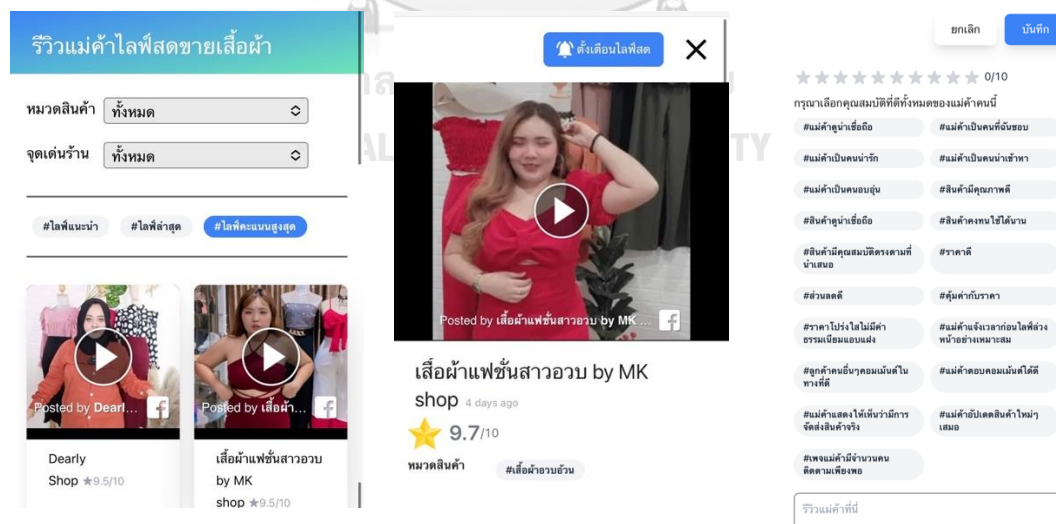 รีวิวแม่ค้าไลฟ์สดขายเสื้อผ้า
หมวดสินค้า ทั้งหมด
จุดเด่นร้าน ทั้งหมด
#ไลฟ์แนะนำ #ไลฟ์ล่าสุด #ไลฟ์คะแนนสูงสุด
Posted by Dearl...
Posted by เสื้อผ้า...
Dearly
Shop ★9.5/10
เสื้อผ้าแฟชั่นสาวอวบ
by MK
shop ★9.5/10
ตั้งเตือนไลฟ์สด
Posted by เสื้อผ้าแฟชั่นสาวอวบ by MK ...
เสื้อผ้าแฟชั่นสาวอวบ by MK
shop 4 days ago
9.7/10
หมวดสินค้า #เสื้อผ้าอวบอ้วน
ยกเลิก บันทึก
0/10
กรุณาเลือกคุณสมบัติที่ดีทั้งหมดของแม่ค้าคนนี้
#แม่ค้าดูน่าเชื่อถือ #แม่ค้าเป็นคนที่ฉันชอบ
#แม่ค้าเป็นคนน่ารัก #แม่ค้าเป็นคนน่าเข้าหา
#แม่ค้าเป็นคนอบอุ่น #สินค้ามีคุณภาพดี
#สินค้าดูน่าเชื่อถือ #สินค้าคงทนใช้ได้นาน
#สินค้ามีคุณสมบัติตรงตามที่
นำเสนอ
#ราคาดี
#ส่วนลดดี #คุ้มค่ากับราคา
#ราคาโปร่งใสไม่มีค่า
ธรรมเนียมแอบแฝง
#แม่ค้าแจ้งเวลาก่อนไลฟ์ล่วง
หน้าอย่างเหมาะสม
#ลูกค้าคนอื่นๆคอมเม้นต์ใน
ทางที่ดี
#แม่ค้าตอบคอมเม้นต์ได้ดี
#แม่ค้าแสดงให้เห็นว่ามีการ
จัดส่งสินค้าจริง
#แม่ค้าอัปเดตสินค้าใหม่ๆ
เสมอ
#เพจแม่ค้ามีจำนวนคน
ติดตามเพียงพอ
รีวิวแม่ค้าที่นี่